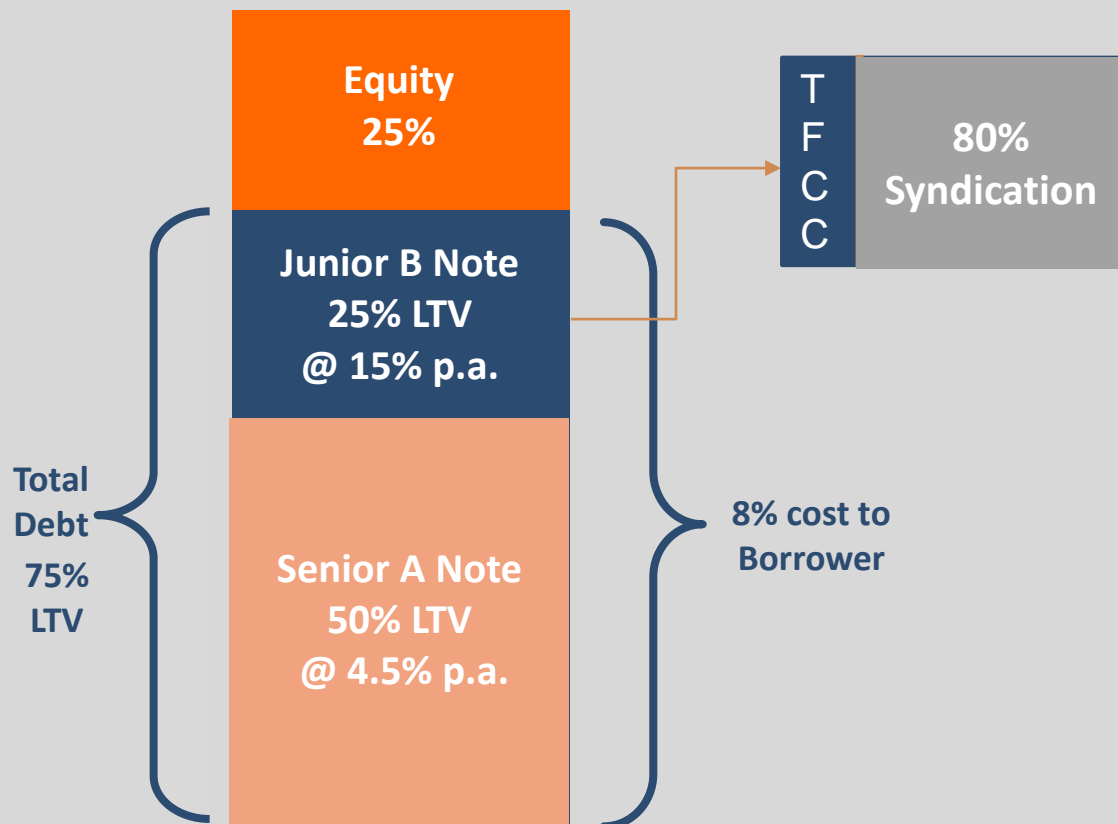 Equity
25%
Junior B Note
25% LTV
@ 15% p.a.
Senior A Note
50% LTV
@ 4.5% p.a.
Total
Debt
75%
LTV
8% cost to
Borrower
T
F
C
C
80%
Syndication